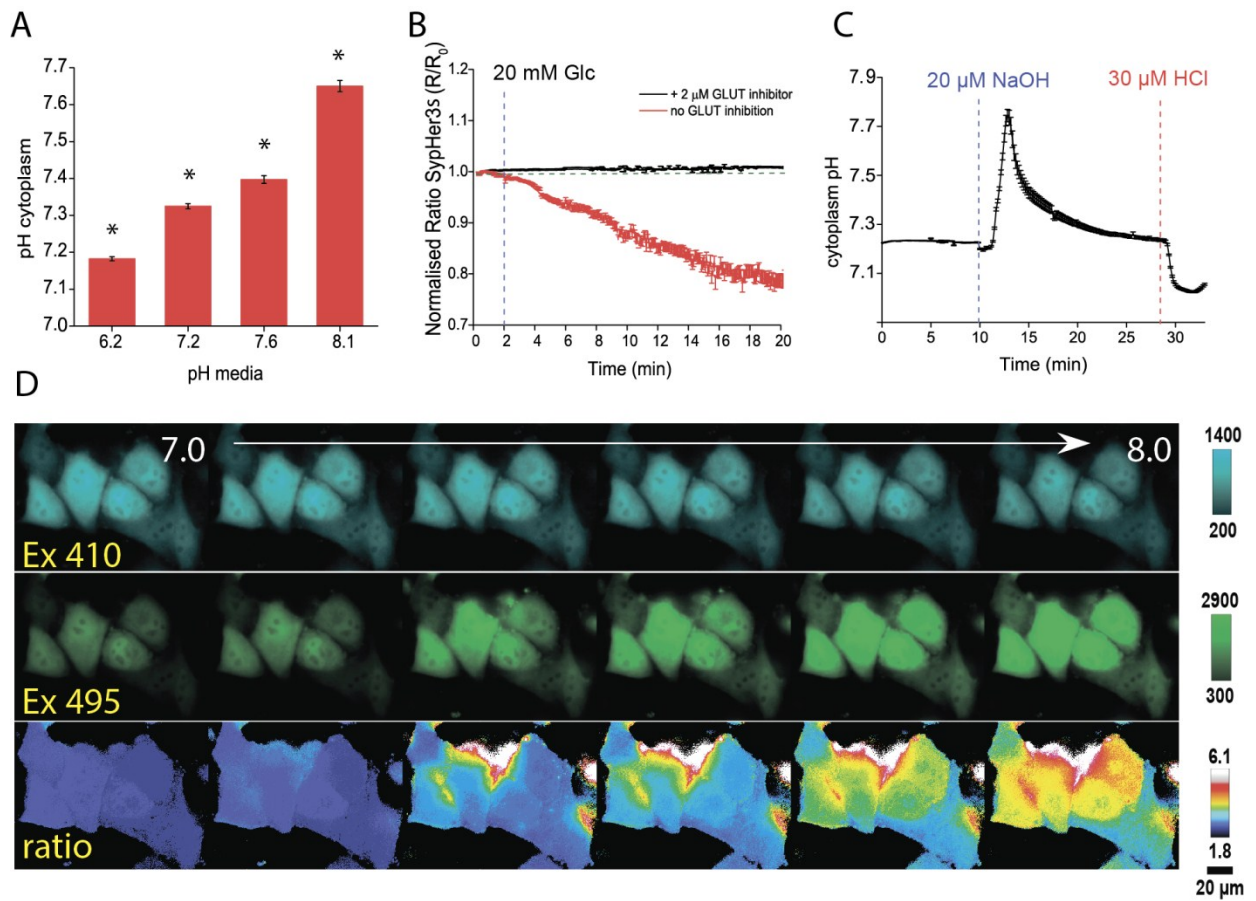 A
pH cytoplasm
7.7
7.6
7.5
7.4
7.3
7.2
7.1
7.0
*
*
*
*
6.2 7.2 7.6 8.1
pH media
B
Normalised Ratio SypHer3s (R/R0)
1.2
1.1
1.0
0.9
0.8
0.7
20 mM Glc
+ 2 μM GLUT inhibitor
no GLUT inhibition
0 2 4 6 8 10 12 14 16 18 20
Time (min)
C
cytoplasm pH
7.9
7.7
7.5
7.3
7.1
20 μM NaOH
30 μM HCl
0 5 10 15 20 25 30
Time (min)
D
7.0
8.0
Ex 410
1400
200
Ex 495
2900
300
ratio
6.1
1.8
20 μm